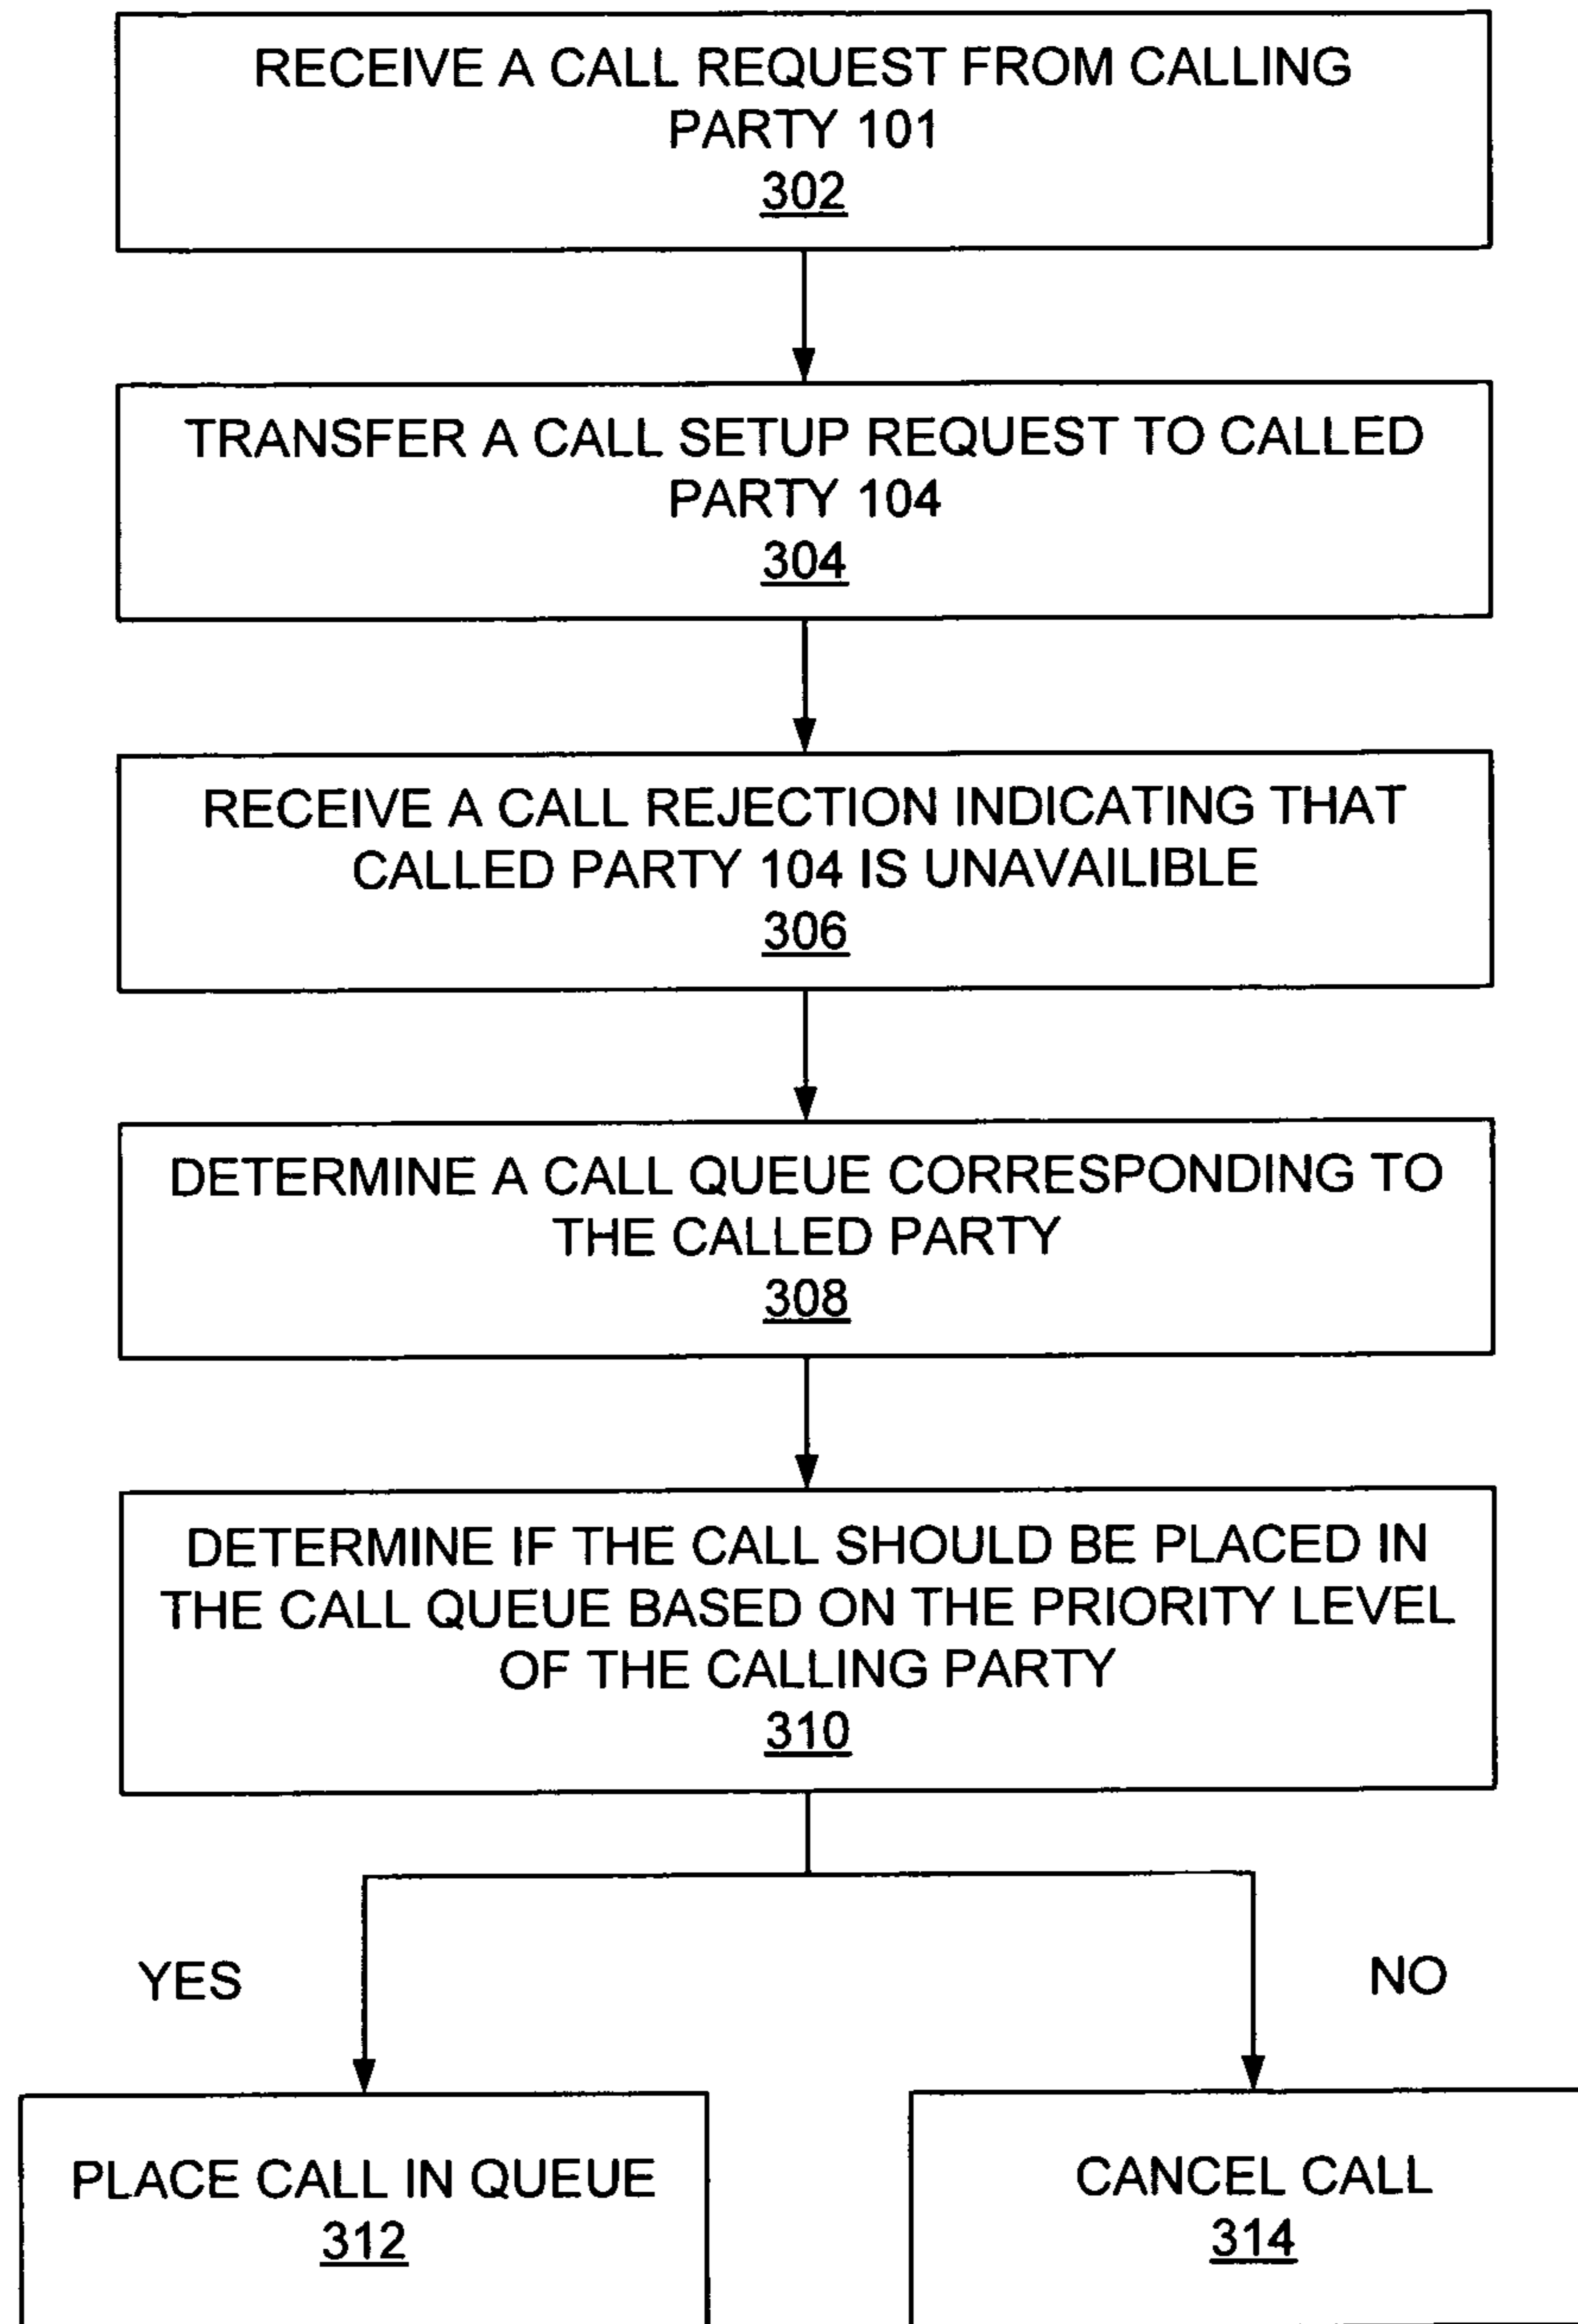 RECEIVE A CALL REQUEST FROM CALLING
PARTY 101
302
TRANSFER A CALL SETUP REQUEST TO CALLED
PARTY 104
304
RECEIVE A CALL REJECTION INDICATING THAT
CALLED PARTY 104 IS UNAVAILIBLE
306
DETERMINE A CALL QUEUE CORRESPONDING TO
THE CALLED PARTY
308
DETERMINE IF THE CALL SHOULD BE PLACED IN
THE CALL QUEUE BASED ON THE PRIORITY LEVEL
OF THE CALLING PARTY
310
YES
NO
PLACE CALL IN QUEUE
312
CANCEL CALL
314